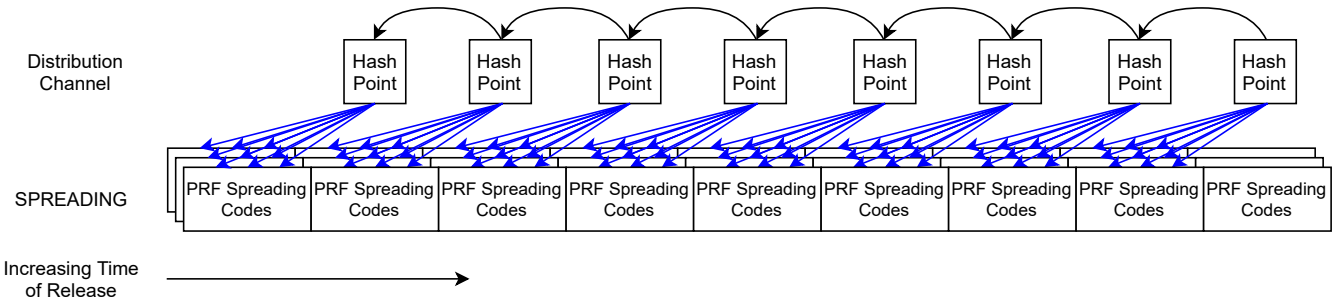 Distribution
Channel
Hash
Point
Hash
Point
Hash
Point
Hash
Point
Hash
Point
Hash
Point
Hash
Point
Hash
Point
SPREADING
PRF Spreading
Codes
PRF Spreading
Codes
PRF Spreading
Codes
PRF Spreading
Codes
PRF Spreading
Codes
PRF Spreading
Codes
PRF Spreading
Codes
PRF Spreading
Codes
PRF Spreading
Codes
Increasing Time
of Release